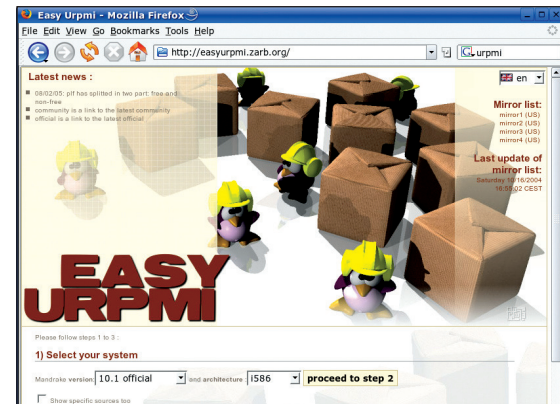 Easy Urpmi - Mozilla Firefox
File Edit View Go Bookmarks Tools Help
http://easyurpmi.zarb.org/
urpmi
Latest news :
08/02/05: plf has splitted in two part: free and
non-free
community is a link to the latest community
official is a link to the latest official
en
Mirror list:
mirror1 (US)
mirror2 (US)
mirror3 (US)
mirror4 (US)
Last update of
mirror list:
Saturday 10/16/2004
16:55:02 CEST
EASY
URPMI
Please follow steps 1 to 3 :
1) Select your system
Mandrake version: 10.1 official and architecture : i586 proceed to step 2
Show specific sources too